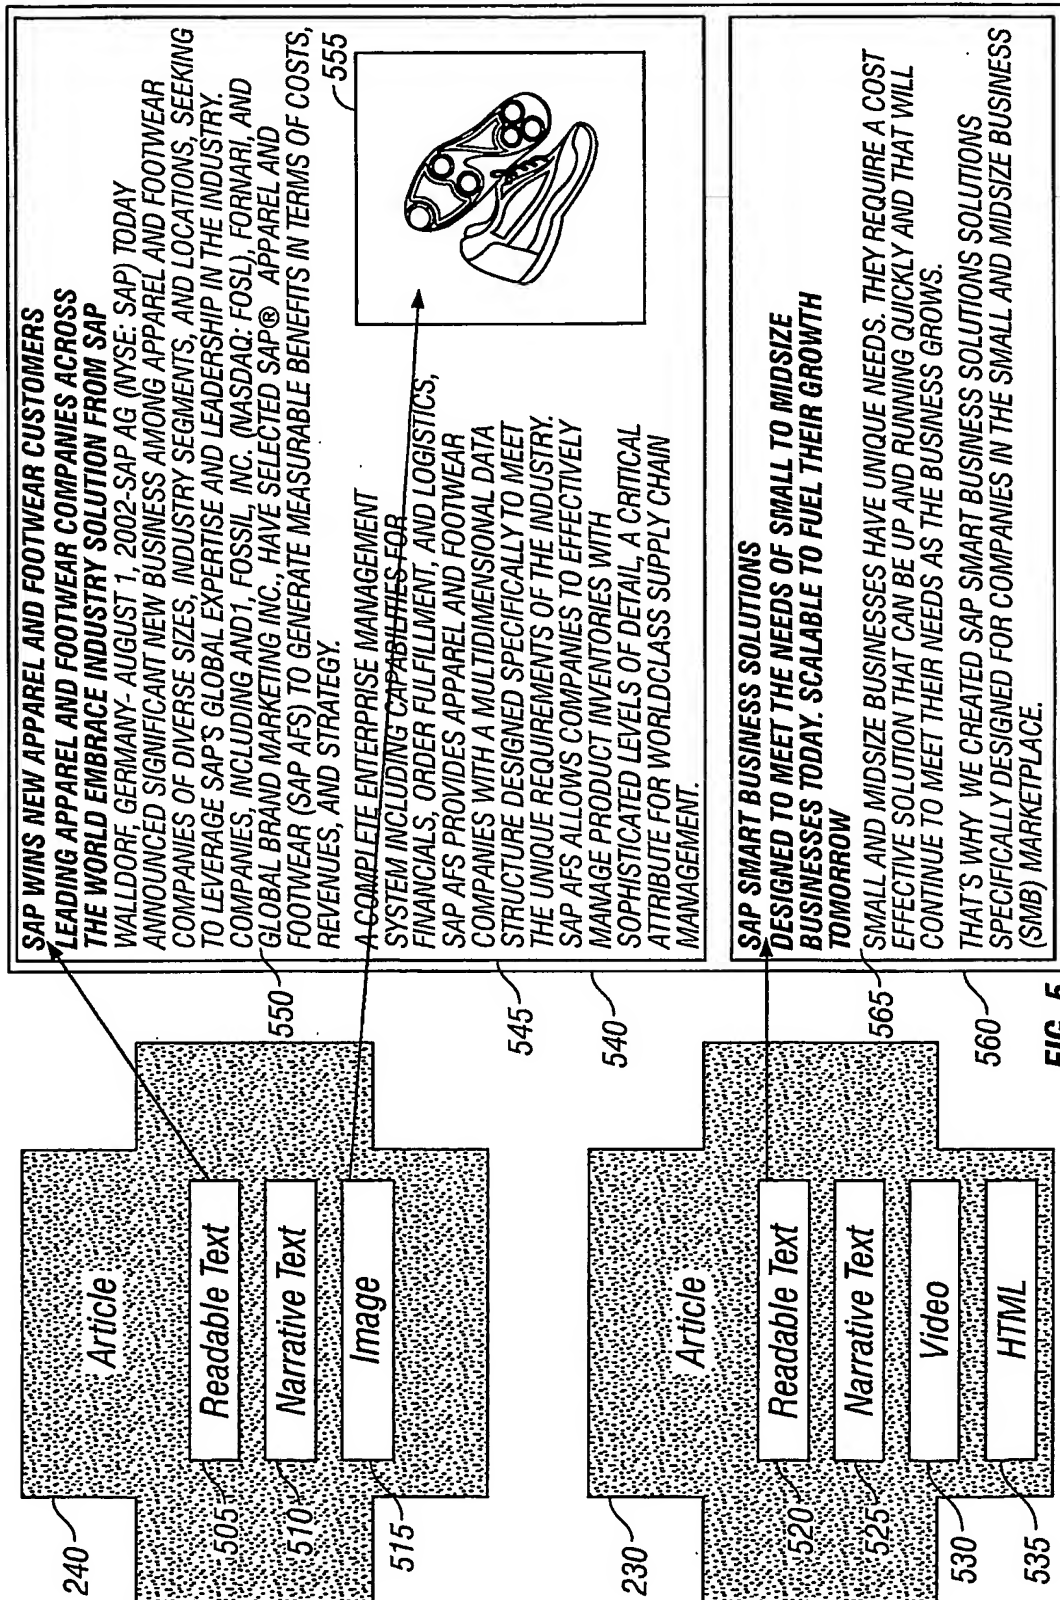 240
Article
505
Readable Text
510
Narrative Text
515
Image
SAP WINS NEW APPAREL AND FOOTWEAR CUSTOMERS
LEADING APPAREL AND FOOTWEAR COMPANIES ACROSS
THE WORLD EMBRACE INDUSTRY SOLUTION FROM SAP
WALLDORF, GERMANY- AUGUST 1, 2002-SAP AG (NYSE: SAP) TODAY
ANNOUNCED SIGNIFICANT NEW BUSINESS AMONG APPAREL AND FOOTWEAR
COMPANIES OF DIVERSE SIZES, INDUSTRY SEGMENTS, AND LOCATIONS, SEEKING
TO LEVERAGE SAP'S GLOBAL EXPERTISE AND LEADERSHIP IN THE INDUSTRY.
COMPANIES, INCLUDING AND1, FOSSIL, INC. (NASDAQ: FOSL), FORNARI, AND
GLOBAL BRAND MARKETING INC., HAVE SELECTED SAP® APPAREL AND
FOOTWEAR (SAP AFS) TO GENERATE MEASURABLE BENEFITS IN TERMS OF COSTS,
REVENUES, AND STRATEGY.
A COMPLETE ENTERPRISE MANAGEMENT
SYSTEM INCLUDING CAPABILITIES FOR
FINANCIALS, ORDER FULFILLMENT, AND LOGISTICS,
SAP AFS PROVIDES APPAREL AND FOOTWEAR
COMPANIES WITH A MULTIDIMENSIONAL DATA
STRUCTURE DESIGNED SPECIFICALLY TO MEET
THE UNIQUE REQUIREMENTS OF THE INDUSTRY.
SAP AFS ALLOWS COMPANIES TO EFFECTIVELY
MANAGE PRODUCT INVENTORIES WITH
SOPHISTICATED LEVELS OF DETAIL, A CRITICAL
ATTRIBUTE FOR WORLDCLASS SUPPLY CHAIN
MANAGEMENT.
555
550
545
540
230
Article
520
Readable Text
525
Narrative Text
530
Video
535
HTML
SAP SMART BUSINESS SOLUTIONS
DESIGNED TO MEET THE NEEDS OF SMALL TO MIDSIZE
BUSINESSES TODAY. SCALABLE TO FUEL THEIR GROWTH
TOMORROW
SMALL AND MIDSIZE BUSINESSES HAVE UNIQUE NEEDS. THEY REQUIRE A COST
EFFECTIVE SOLUTION THAT CAN BE UP AND RUNNING QUICKLY AND THAT WILL
CONTINUE TO MEET THEIR NEEDS AS THE BUSINESS GROWS.
THAT'S WHY WE CREATED SAP SMART BUSINESS SOLUTIONS SOLUTIONS
SPECIFICALLY DESIGNED FOR COMPANIES IN THE SMALL AND MIDSIZE BUSINESS
(SMB) MARKETPLACE.
565
560
FIG. 5